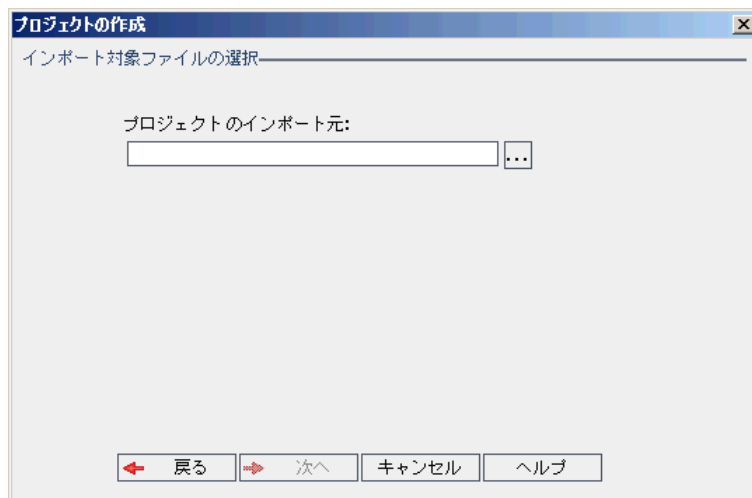 プロジェクトの作成
インポート対象ファイルの選択
プロジェクトのインポート元:
...
戻る 次へ キャンセル ヘルプ